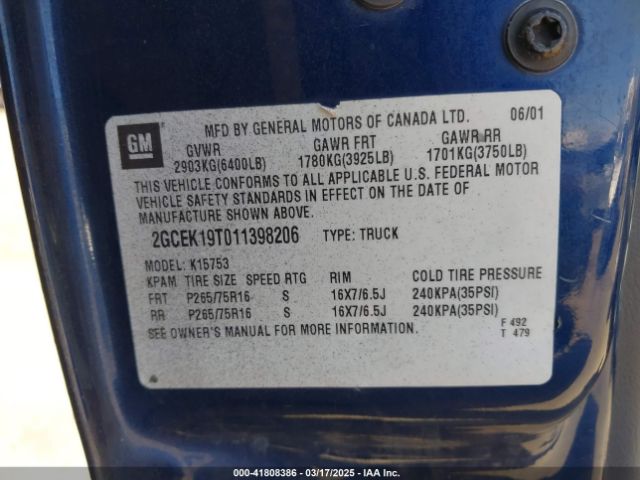 GM
MFD BY GENERAL MOTORS OF CANADA LTD. 06/01
GVWR GAWR FRT GAWR RR
2903KG(6400LB) 1780KG(3925LB) 1701KG(3750LB)
THIS VEHICLE CONFORMS TO ALL APPLICABLE U.S. FEDERAL MOTOR
VEHICLE SAFETY STANDARDS IN EFFECT ON THE DATE OF
MANUFACTURE SHOWN ABOVE.
2GCEK19T011398206 TYPE: TRUCK
MODEL: K15753
KPAM TIRE SIZE SPEED RTG RIM COLD TIRE PRESSURE
FRT P265/75R16 S 16X7/6.5J 240KPA(35PSI)
RR P265/75R16 S 16X7/6.5J 240KPA(35PSI)
SEE OWNER'S MANUAL FOR MORE INFORMATION.
F 492
T 479
000-41808386 - 03/17/2025 - IAA Inc.